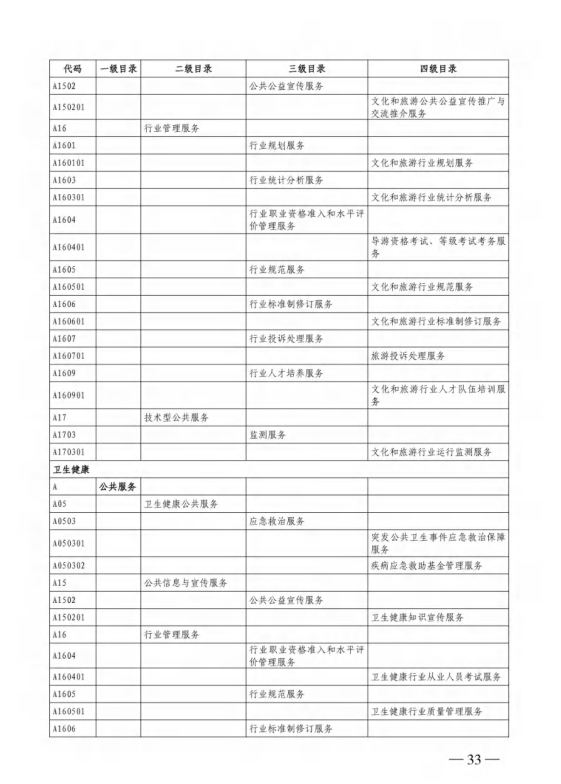 代码 一级目录 二级目录 三级目录 四级目录
A1502 公共公益宣传服务
A150201 文化和旅游公共公益宣传推广与
交流推介服务
A16 行业管理服务
A1601 行业规划服务
A160101 文化和旅游行业规划服务
A1603 行业统计分析服务
A160301 文化和旅游行业统计分析服务
A1604 行业职业资格准入和水平评
价管理服务
A160401 导游资格考试、等级考试考务服
务
A1605 行业规范服务
A160501 文化和旅游行业规范服务
A1606 行业标准制修订服务
A160601 文化和旅游行业标准制修订服务
A1607 行业投诉处理服务
A160701 旅游投诉处理服务
A1609 行业人才培养服务
A160901 文化和旅游行业人才队伍培训服
务
A17 技术型公共服务
A1703 监测服务
A170301 文化和旅游行业运行监测服务
卫生健康
A 公共服务
A05 卫生健康公共服务
A0503 应急救治服务
A050301 突发公共卫生事件应急救治保障
服务
A050302 疾病应急救助基金管理服务
A15 公共信息与宣传服务
A1502 公共公益宣传服务
A150201 卫生健康知识宣传服务
A16 行业管理服务
A1604 行业职业资格准入和水平评
价管理服务
A160401 卫生健康行业从业人员考试服务
A1605 行业规范服务
A160501 卫生健康行业质量管理服务
A1606 行业标准制修订服务
— 33 —